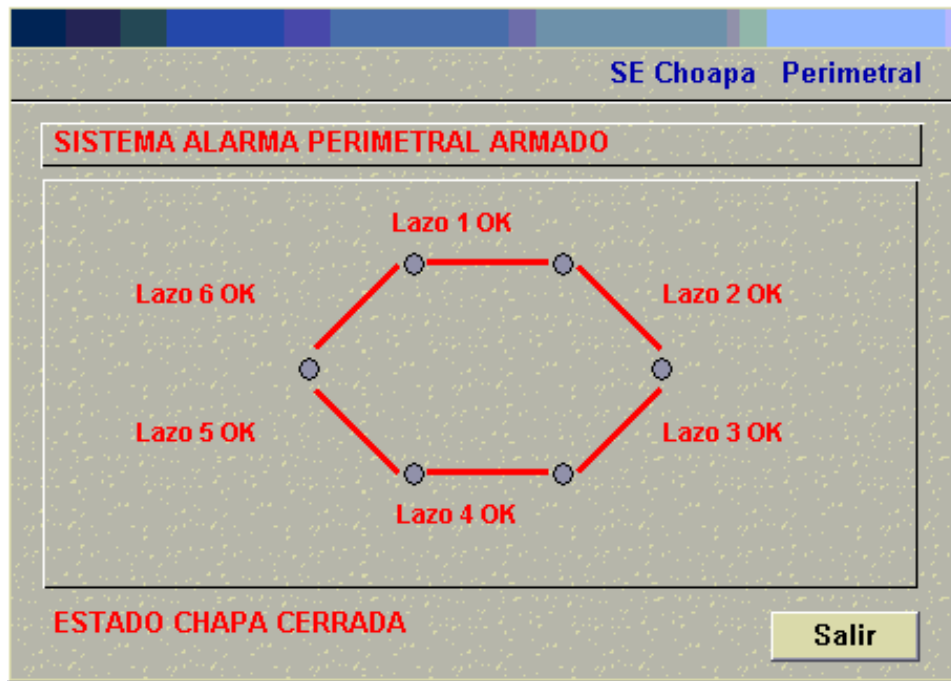 SE Choapa Perimetral
SISTEMA ALARMA PERIMETRAL ARMADO
Lazo 1 OK
Lazo 6 OK
Lazo 2 OK
Lazo 5 OK
Lazo 3 OK
Lazo 4 OK
ESTADO CHAPA CERRADA
Salir